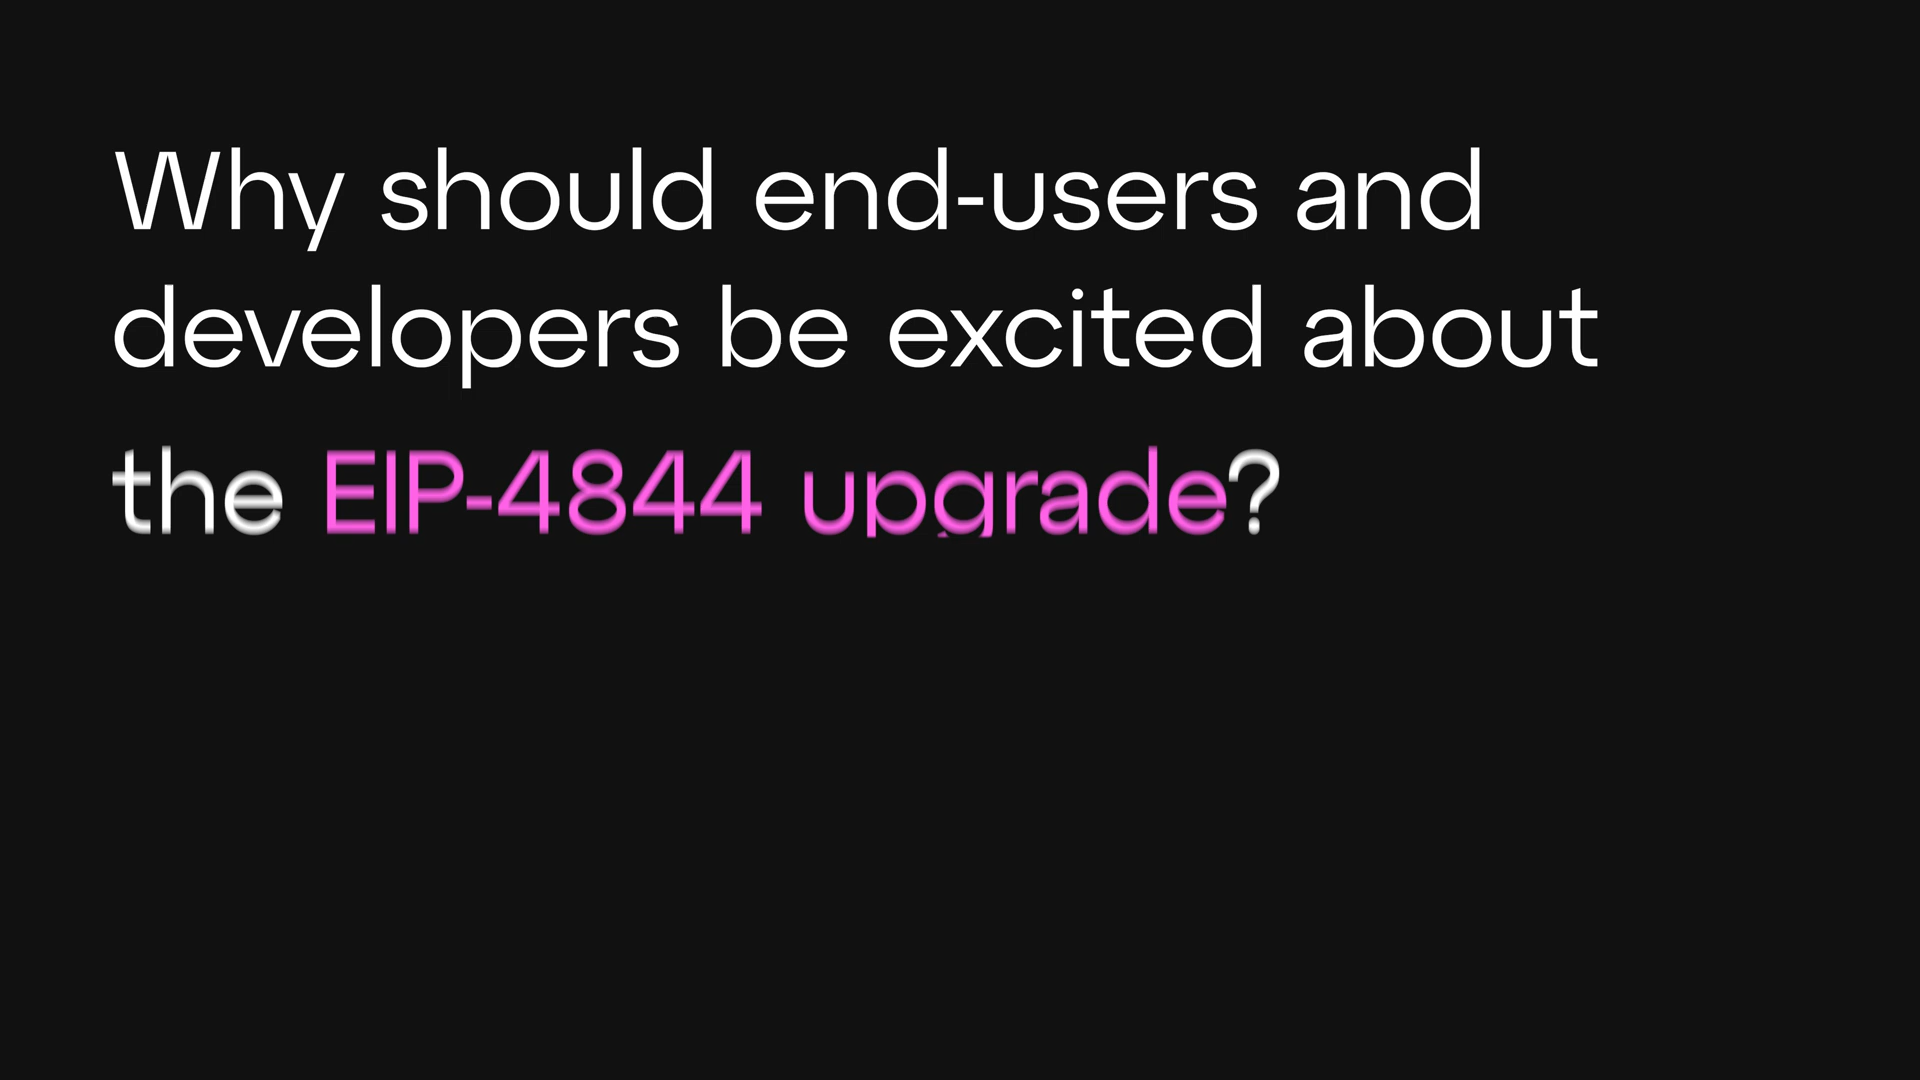 Why should end-users and
developers be excited about
the EIP-4844 upgrade?